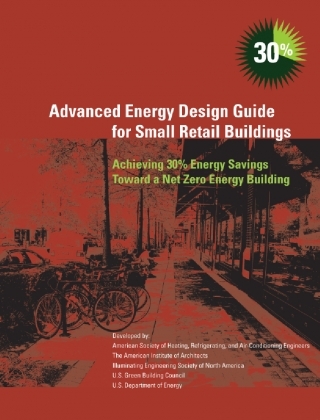 30%
Advanced Energy Design Guide
for Small Retail Buildings
Achieving 30% Energy Savings
Toward a Net Zero Energy Building
Developed by:
American Society of Heating, Refrigerating, and Air-Conditioning Engineers
The American Institute of Architects
Illuminating Engineering Society of North America
U.S. Green Building Council
U.S. Department of Energy